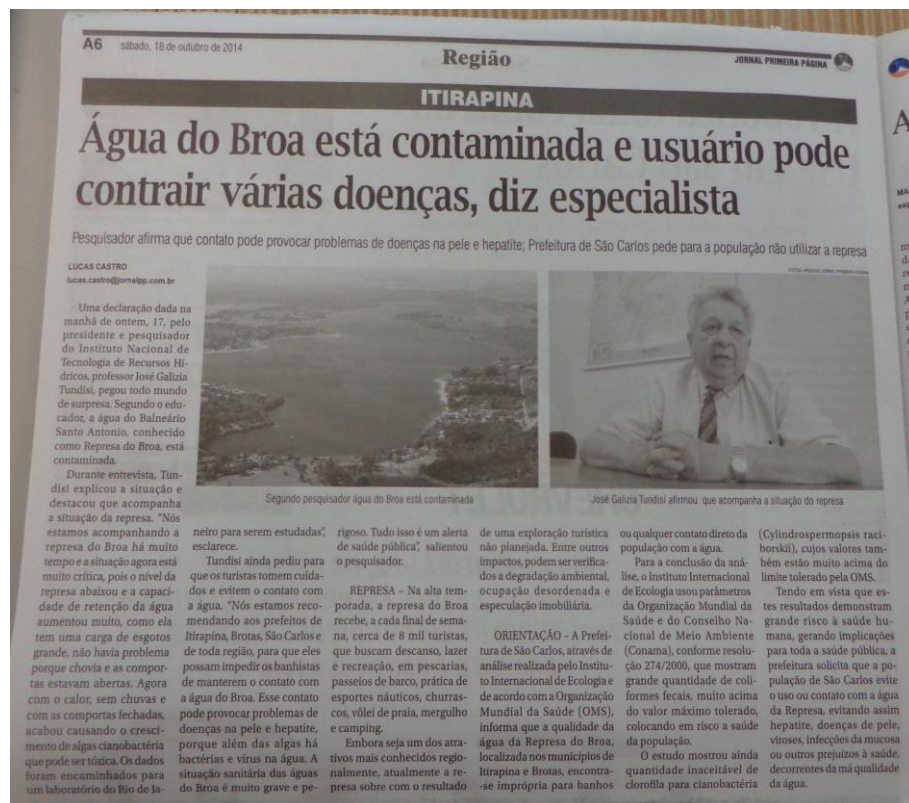 A6
sábado, 18 de outubro de 2014
Região
JORNAL PRIMEIRA PÁGINA
ITIRAPINA
Água do Broa está contaminada e usuário pode
contrair várias doenças, diz especialista
Pesquisador afirma que contato pode provocar problemas de doenças na pele e hepatite; Prefeitura de São Carlos pede para a população não utilizar a represa
LUCAS CASTRO
lucas.castro@jornalpp.com.br
Uma declaração dada na
manhã de ontem, 17, pelo
presidente e pesquisador
do Instituto Nacional de
Tecnologia de Recursos Hí-
dricos, professor José Galizia
Tundisi, pegou todo mundo
de surpresa. Segundo o edu-
cador, a água do Balneário
Santo Antonio, conhecido
como Represa do Broa, está
contaminada.
Durante entrevista, Tun-
disi explicou a situação e
destacou que acompanha
a situação da represa. "Nós
estamos acompanhando a
represa do Broa há muito
tempo e a situação agora está
muito crítica, pois o nível da
represa abaixou e a capaci-
dade de retenção da água
aumentou muito, como ela
tem uma carga de esgotos
grande, não havia problema
porque chovia e as compor-
tas estavam abertas. Agora
com o calor, sem chuvas e
com as comportas fechadas,
acabou causando o cresci-
mento de algas cianobactéria
que pode ser tóxica. Os dados
foram encaminhados para
um laboratório do Rio de Ja-
Segundo pesquisador água do Broa está contaminada
José Galizia Tundisi afirmou que acompanha a situação do represa
neiro para serem estudadas",
esclarece.
Tundisi ainda pediu para
que os turistas tomem cuida-
dos e evitem o contato com
a água. "Nós estamos reco-
mendando aos prefeitos de
Itirapina, Brotas, São Carlos e
de toda região, para que eles
possam impedir os banhistas
de manterem o contato com
a água do Broa. Esse contato
pode provocar problemas de
doenças na pele e hepatite,
porque além das algas há
bactérias e vírus na água. A
situação sanitária das águas
do Broa é muito grave e pe-
rigoso. Tudo isso é um alerta
de saúde pública", salientou
o pesquisador.
REPRESA – Na alta tem-
porada, a represa do Broa
recebe, a cada final de sema-
na, cerca de 8 mil turistas,
que buscam descanso, lazer
e recreação, em pescarias,
passeios de barco, prática de
esportes náuticos, churras-
cos, vôlei de praia, mergulho
e camping.
Embora seja um dos atra-
tivos mais conhecidos regio-
nalmente, atualmente a re-
presa sobre com o resultado
de uma exploração turística
não planejada. Entre outros
impactos, podem ser verifica-
dos a degradação ambiental,
ocupação desordenada e
especulação imobiliária.
ORIENTAÇÃO – A Prefei-
tura de São Carlos, através de
análise realizada pelo Institu-
to Internacional de Ecologia e
de acordo com a Organização
Mundial da Saúde (OMS),
informa que a qualidade da
água da Represa do Broa,
localizada nos municípios de
Itirapina e Brotas, encontra-
-se imprópria para banhos
ou qualquer contato direto da
população com a água.
Para a conclusão da aná-
lise, o Instituto Internacional
de Ecologia usou parâmetros
da Organização Mundial da
Saúde e do Conselho Na-
cional de Meio Ambiente
(Conama), conforme resolu-
ção 274/2000, que mostram
grande quantidade de coli-
formes fecais, muito acima
do valor máximo tolerado,
colocando em risco a saúde
da população.
O estudo mostrou ainda
quantidade inaceitável de
clorofila para cianobactéria
(Cylindrospermopsis raci-
borskii), cujos valores tam-
bém estão muito acima do
limite tolerado pela OMS.
Tendo em vista que es-
tes resultados demonstram
grande risco à saúde hu-
mana, gerando implicações
para toda a saúde pública, a
prefeitura solicita que a po-
pulação de São Carlos evite
o uso ou contato com a água
da Represa, evitando assim
hepatite, doenças de pele,
viroses, infecções da mucosa
ou outros prejuízos à saúde,
decorrentes da má qualidade
da água.